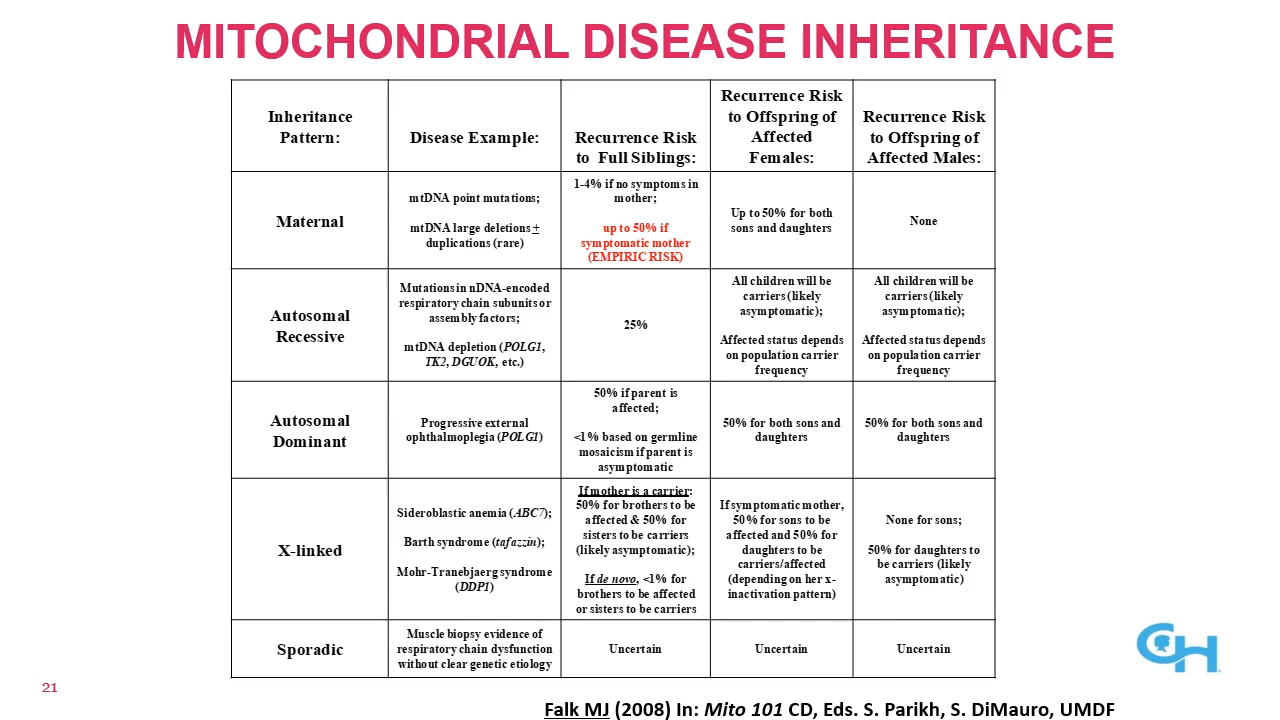 MITOCHONDRIAL DISEASE INHERITANCE
Inheritance
Pattern:
Disease Example:
Recurrence Risk
to Full Siblings:
Recurrence Risk
to Offspring of
Affected
Females:
Recurrence Risk
to Offspring of
Affected Males:
Maternal
mtDNA point mutations;
mtDNA large deletions +
duplications (rare)
1-4% if no symptoms in
mother;
up to 50% if
symptomatic mother
(EMPIRIC RISK)
Up to 50% for both
sons and daughters
None
Autosomal
Recessive
Mutations in nDNA-encoded
respiratory chain subunits or
assembly factors;
mtDNA depletion (POLG1,
TK2, DGUOK, etc.)
25%
All children will be
carriers (likely
asymptomatic);
Affected status depends
on population carrier
frequency
All children will be
carriers (likely
asymptomatic);
Affected status depends
on population carrier
frequency
Autosomal
Dominant
Progressive external
ophthalmoplegia (POLG1)
50% if parent is
affected;
<1% based on germline
mosaicism if parent is
asymptomatic
50% for both sons and
daughters
50% for both sons and
daughters
X-linked
Sideroblastic anemia (ABC7);
Barth syndrome (tafazzin);
Mohr-Tranebjaerg syndrome
(DDP1)
If mother is a carrier:
50% for brothers to be
affected & 50% for
sisters to be carriers
(likely asymptomatic);
If de novo, <1% for
brothers to be affected
or sisters to be carriers
If symptomatic mother,
50% for sons to be
affected and 50% for
daughters to be
carriers/affected
(depending on her x-
inactivation pattern)
None for sons;
50% for daughters to
be carriers (likely
asymptomatic)
Sporadic
Muscle biopsy evidence of
respiratory chain dysfunction
without clear genetic etiology
Uncertain
Uncertain
Uncertain
CH
21
Falk MJ (2008) In: Mito 101 CD, Eds. S. Parikh, S. DiMauro, UMDF